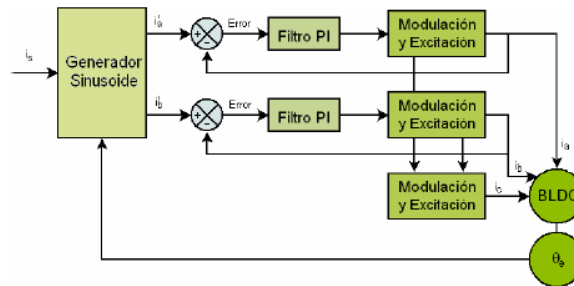 i*a
Error
Filtro PI
Modulación
y Excitación
is
Generador
Sinusoide
i*b
Error
Filtro PI
Modulación
y Excitación
ia
ib
Modulación
y Excitación
ic
BLDC
θe